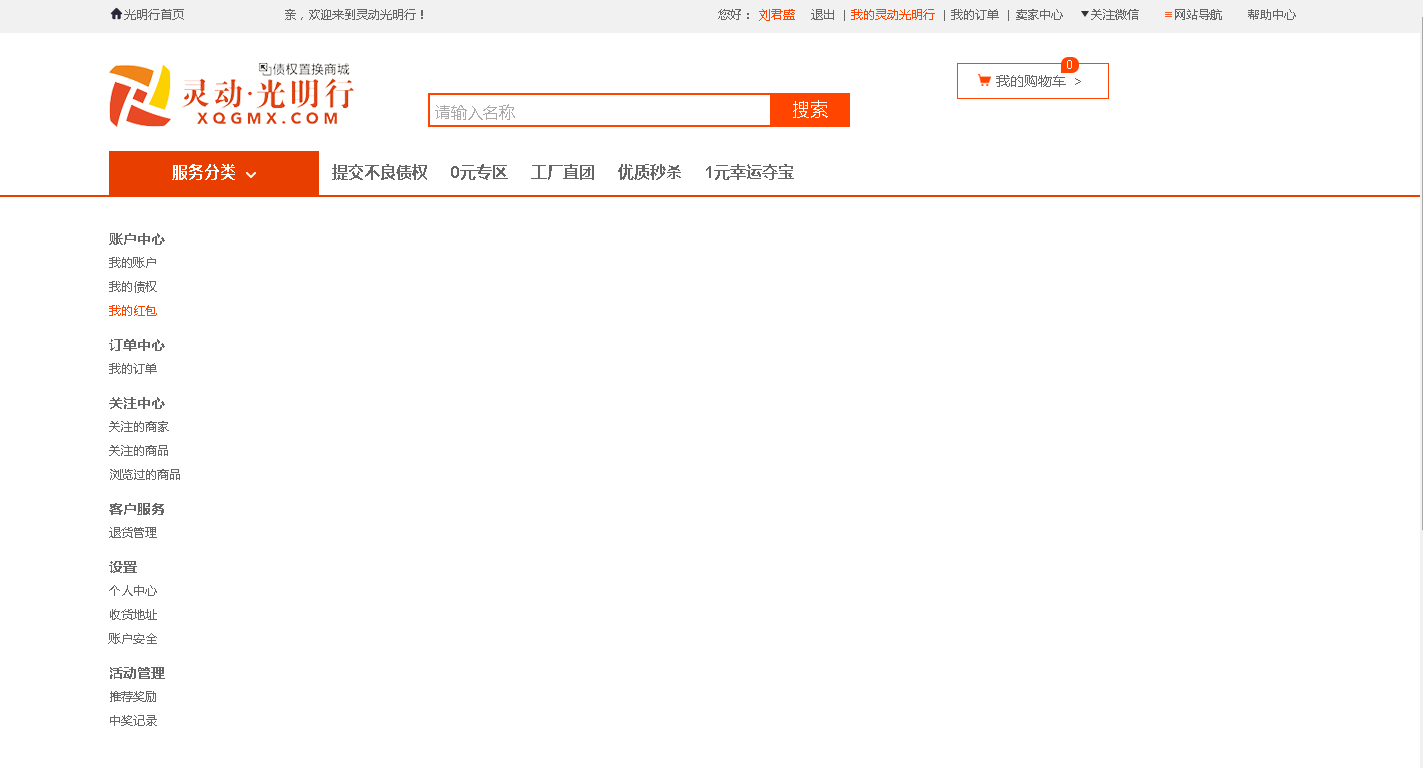 光明行首页 亲，欢迎来到灵动光明行！ 您好： 刘君盛 退出 | 我的灵动光明行 | 我的订单 | 卖家中心 ▼关注微信 ≡网站导航 帮助中心
债权置换商城
灵动·光明行
XQGMX.COM
请输入名称 搜索
0
我的购物车 >
服务分类 提交不良债权 0元专区 工厂直团 优质秒杀 1元幸运夺宝
账户中心
我的账户
我的债权
我的红包
订单中心
我的订单
关注中心
关注的商家
关注的商品
浏览过的商品
客户服务
退货管理
设置
个人中心
收货地址
账户安全
活动管理
推荐奖励
中奖记录